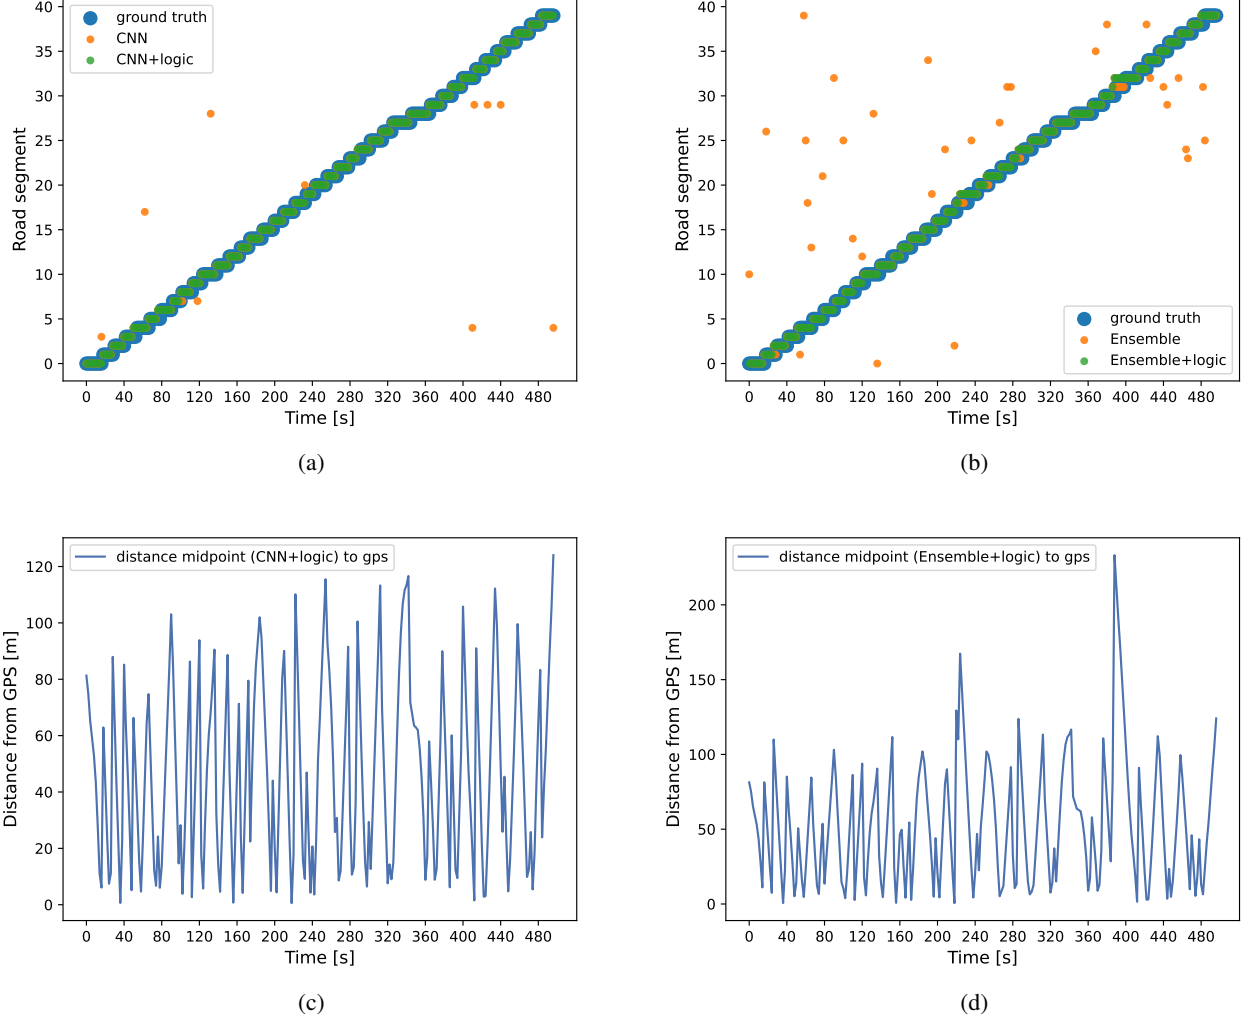 40
35
30
25
20
15
10
5
0
Road segment
ground truth
CNN
CNN+logic
0 40 80 120 160 200 240 280 320 360 400 440 480
Time [s]
(a)
40
35
30
25
20
15
10
5
0
Road segment
ground truth
Ensemble
Ensemble+logic
0 40 80 120 160 200 240 280 320 360 400 440 480
Time [s]
(b)
distance midpoint (CNN+logic) to gps
120
100
80
60
40
20
0
Distance from GPS [m]
0 40 80 120 160 200 240 280 320 360 400 440 480
Time [s]
(c)
distance midpoint (Ensemble+logic) to gps
200
150
100
50
0
Distance from GPS [m]
0 40 80 120 160 200 240 280 320 360 400 440 480
Time [s]
(d)